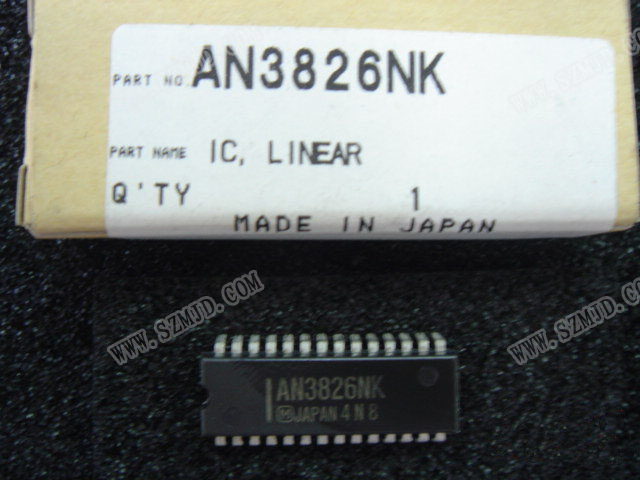 PART NO. AN3826NK
PART NAME IC, LINEAR
Q'TY 1
MADE IN JAPAN
WWW.SZMJD.COM
WWW.SZMJD.COM
AN3826NK
M JAPAN 4N8